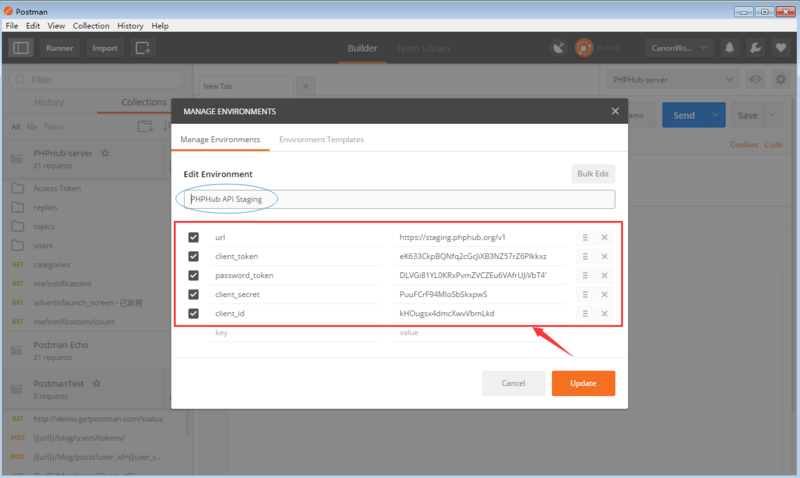 Postman
File Edit View Collection History Help
Runner Import Builder Team Library IN SYNC CanonWo...
Filter New Tab + PHPHub-server
History Collections
All Me Team
Send Save
Cookies Code
PHPHub-server
21 requests
Access Token
replies
topics
users
GET categories
GET me/notificatoins
adverts/launch_screen - 已弃用
GET me/notificatoins/count
Postman Echo
21 requests
PostmanTest
5 requests
GET http://demo.getpostman.com/status
POST {{url}}/blog/users/tokens/
POST {{url}}/blog/posts?user_id={{user_i...
MANAGE ENVIRONMENTS
Manage Environments Environment Templates
Edit Environment Bulk Edit
PHPHub API Staging
url https://staging.phphub.org/v1
client_token eK633CkpBQNfq2cGcJiXB3NZ57rZ6PIkkxz
password_token DLVGi81YL0KRxPvmZVCZEu6VAfrUJiVbT4'
client_secret PuuFCrF94MloSbSkxpwS
client_id kHOugsx4dmcXwvVbmLkd
key value
Cancel Update